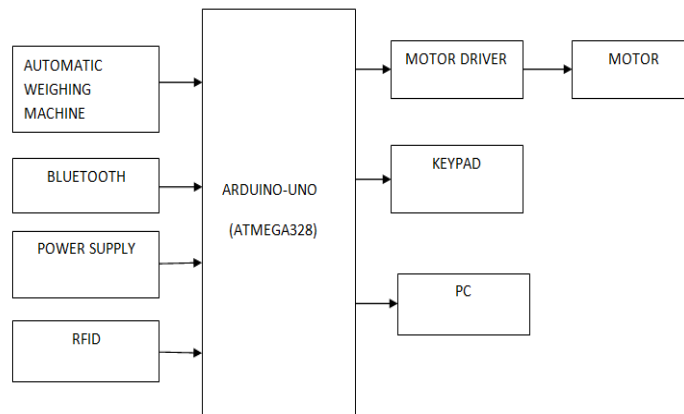 AUTOMATIC
WEIGHING
MACHINE
BLUETOOTH
POWER SUPPLY
RFID
ARDUINO-UNO
(ATMEGA328)
MOTOR DRIVER
MOTOR
KEYPAD
PC